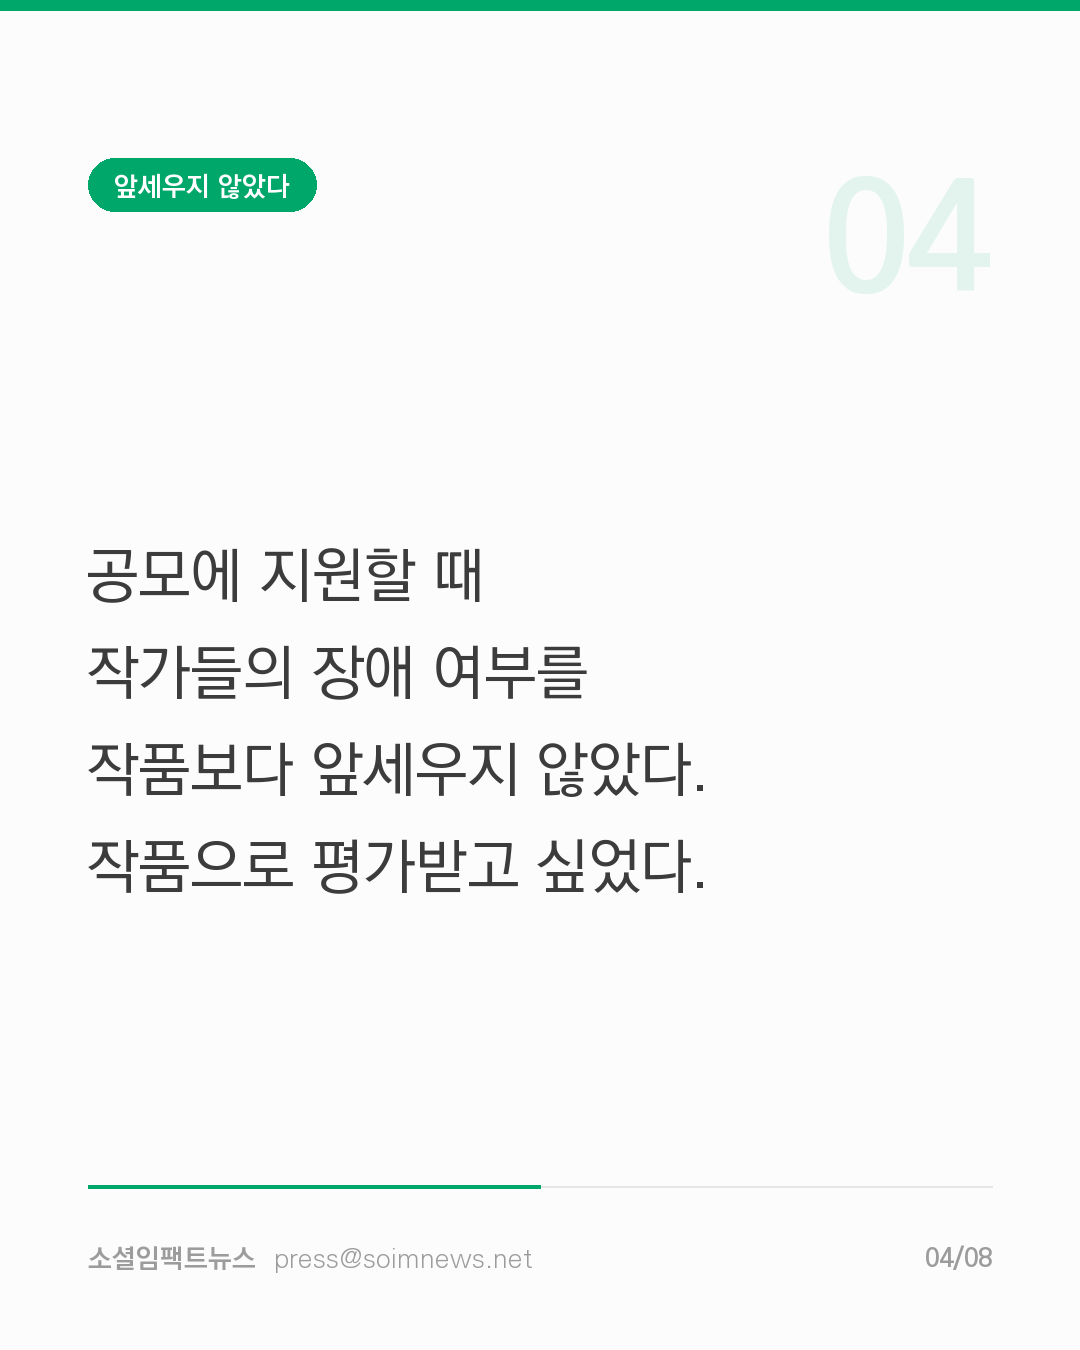 앞세우지 않았다
04
공모에 지원할 때
작가들의 장애 여부를
작품보다 앞세우지 않았다.
작품으로 평가받고 싶었다.
소셜임팩트뉴스 press@soimnews.net
04/08